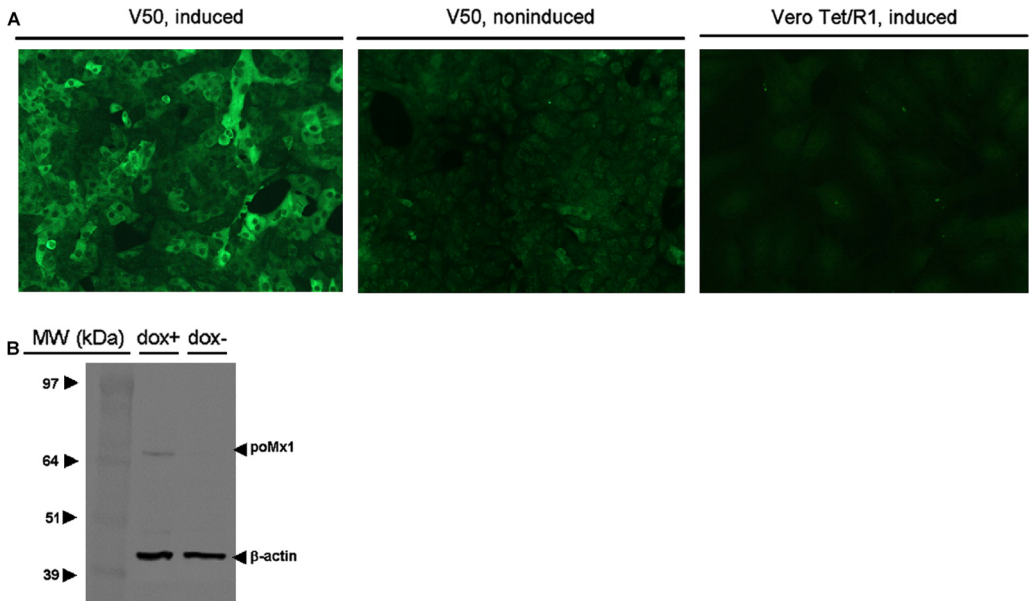 A
V50, induced
V50, noninduced
Vero Tet/R1, induced
B
MW (kDa) dox+ dox-
97
poMx1
64
51
β-actin
39